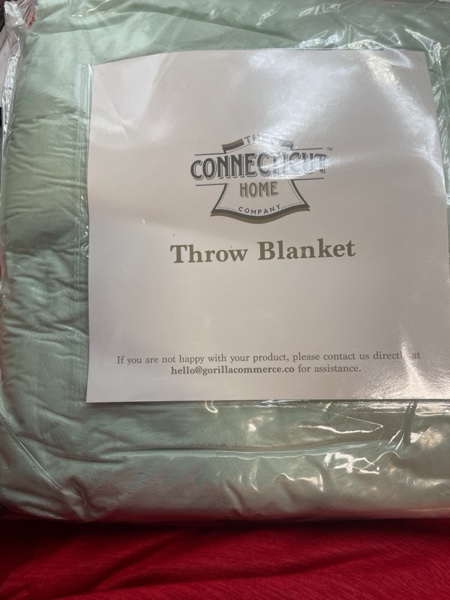 THE
CONNECTICUT
HOME
COMPANY
Throw Blanket
If you are not happy with your product, please contact us directly at
hello@gorillacommerce.co for assistance.